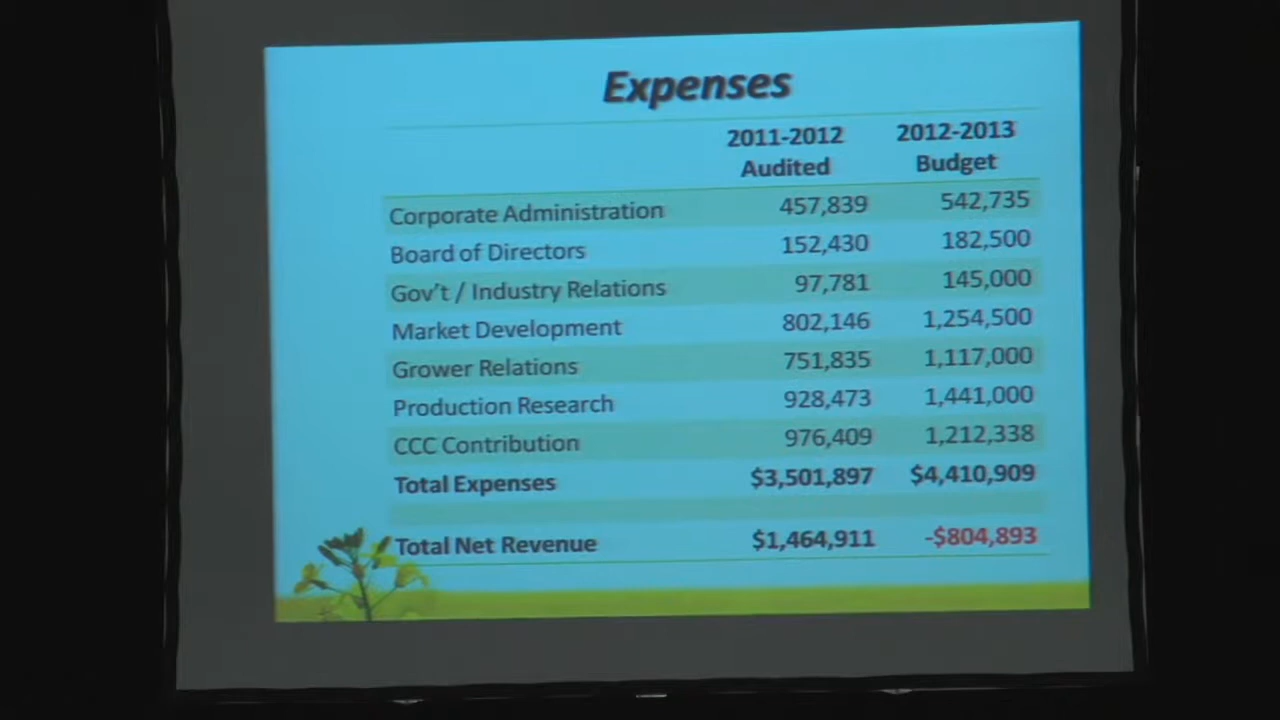 Expenses
2011-2012 2012-2013
Audited Budget
Corporate Administration 457,839 542,735
Board of Directors 152,430 182,500
Gov't / Industry Relations 97,781 145,000
Market Development 802,146 1,254,500
Grower Relations 751,835 1,117,000
Production Research 928,473 1,441,000
CCC Contribution 976,409 1,212,338
Total Expenses $3,501,897 $4,410,909
Total Net Revenue $1,464,911 -$804,893